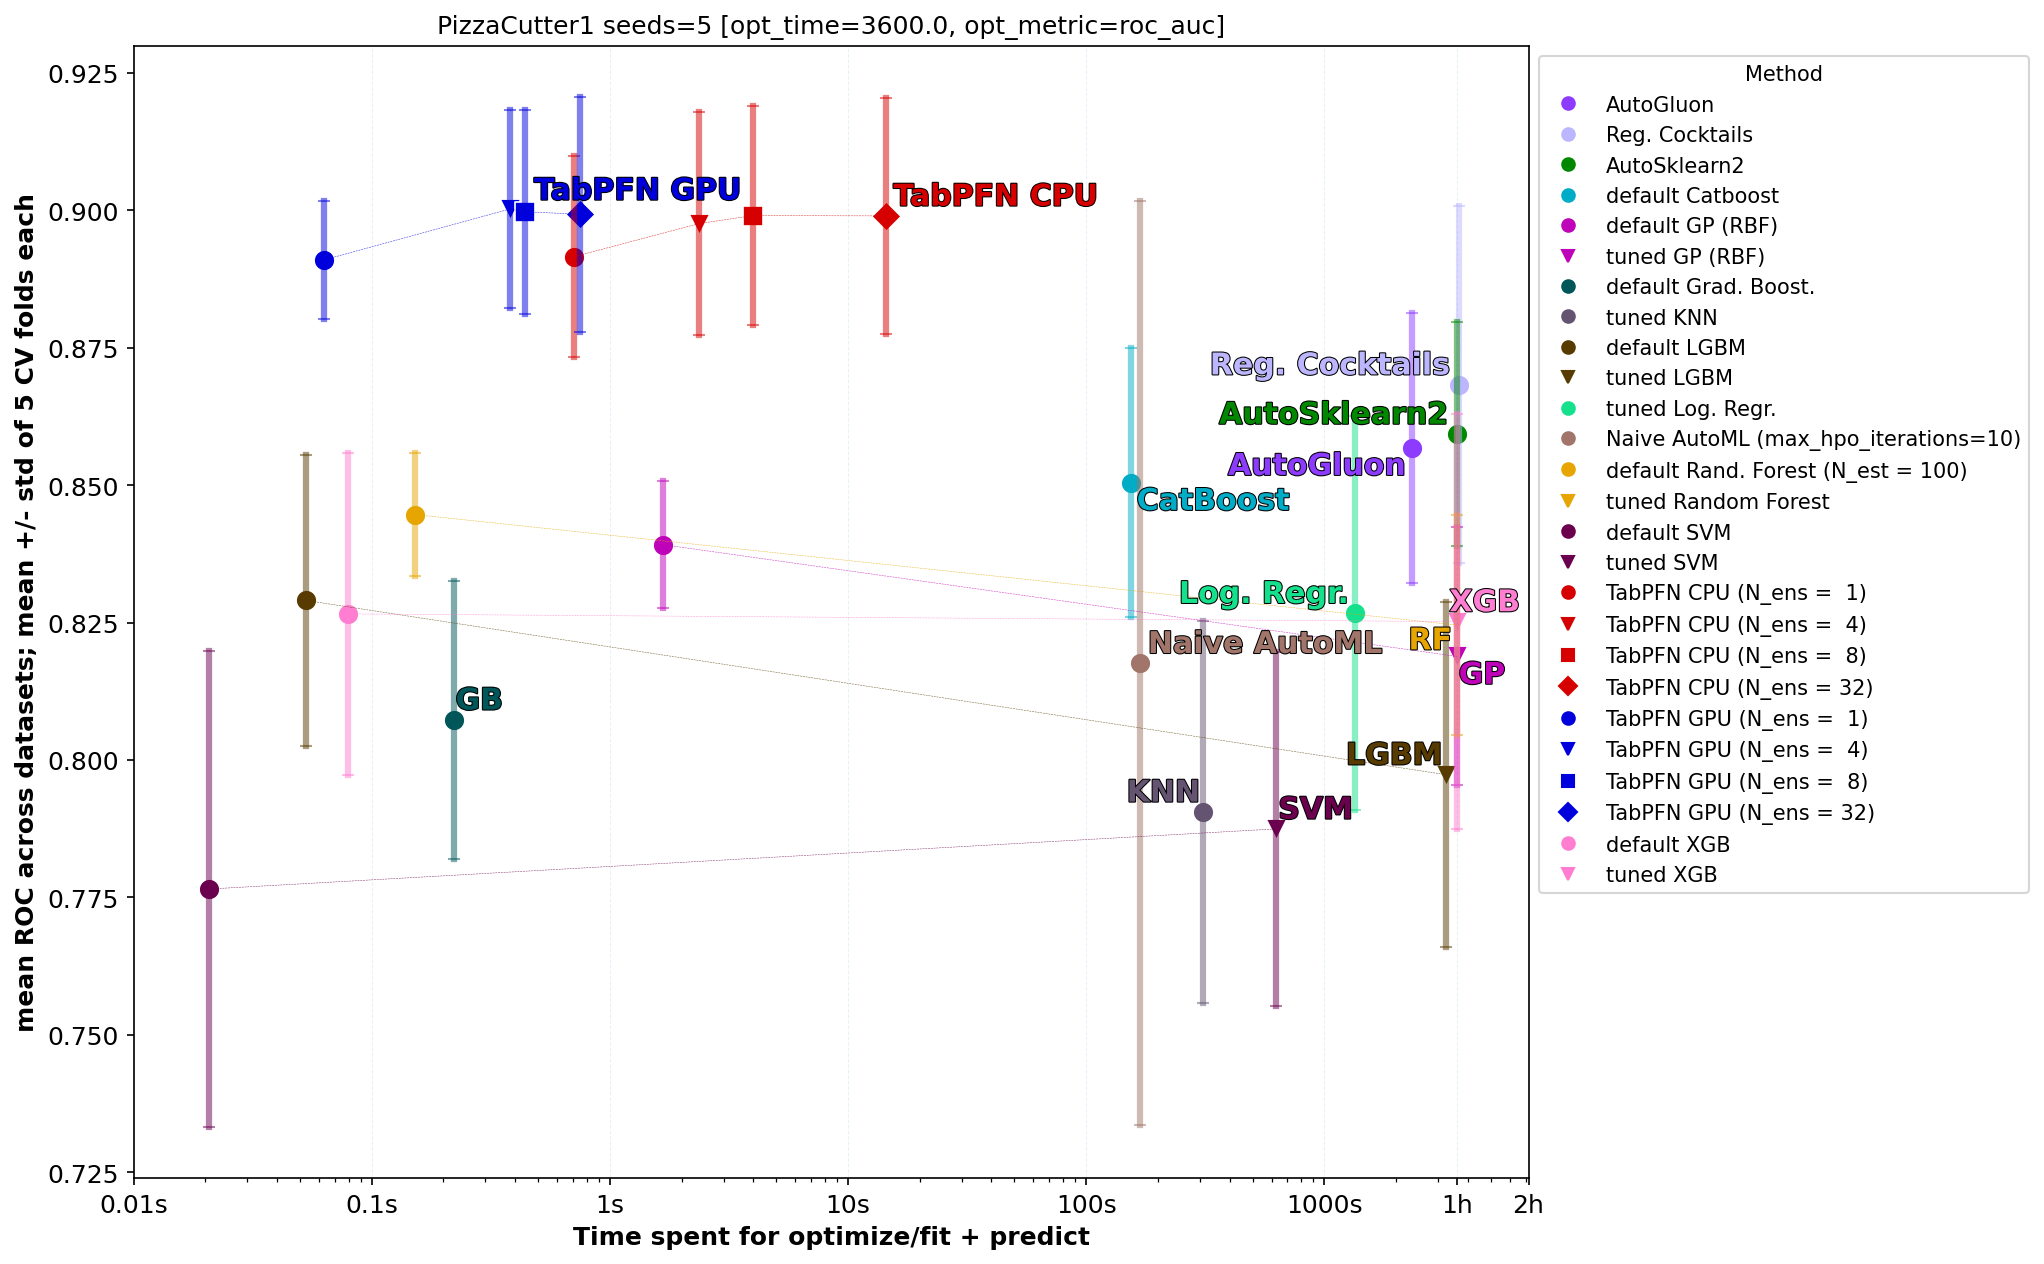 PizzaCutter1 seeds=5 [opt_time=3600.0, opt_metric=roc_auc]
mean ROC across datasets; mean +/- std of 5 CV folds each
0.925
0.900
0.875
0.850
0.825
0.800
0.775
0.750
0.725
TabPFN GPU
TabPFN CPU
Reg. Cocktails
AutoSklearn2
AutoGluon
CatBoost
Log. Regr.
XGB
Naive AutoML
RF
GP
GB
LGBM
KNN
SVM
0.01s
0.1s
1s
10s
100s
1000s
1h
2h
Time spent for optimize/fit + predict
Method
AutoGluon
Reg. Cocktails
AutoSklearn2
default Catboost
default GP (RBF)
tuned GP (RBF)
default Grad. Boost.
tuned KNN
default LGBM
tuned LGBM
tuned Log. Regr.
Naive AutoML (max_hpo_iterations=10)
default Rand. Forest (N_est = 100)
tuned Random Forest
default SVM
tuned SVM
TabPFN CPU (N_ens =  1)
TabPFN CPU (N_ens =  4)
TabPFN CPU (N_ens =  8)
TabPFN CPU (N_ens = 32)
TabPFN GPU (N_ens =  1)
TabPFN GPU (N_ens =  4)
TabPFN GPU (N_ens =  8)
TabPFN GPU (N_ens = 32)
default XGB
tuned XGB